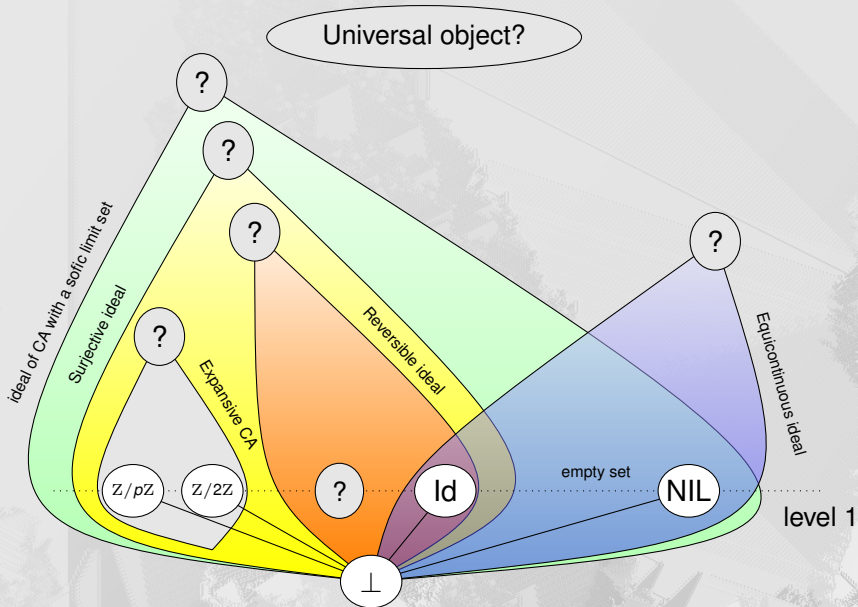 Universal object?
?
?
?
?
?
ideal of CA with a sofic limit set
Surjective ideal
Expansive CA
Reversible ideal
Equicontinuous ideal
empty set
Z/pZ
Z/2Z
?
Id
NIL
level 1
⊥